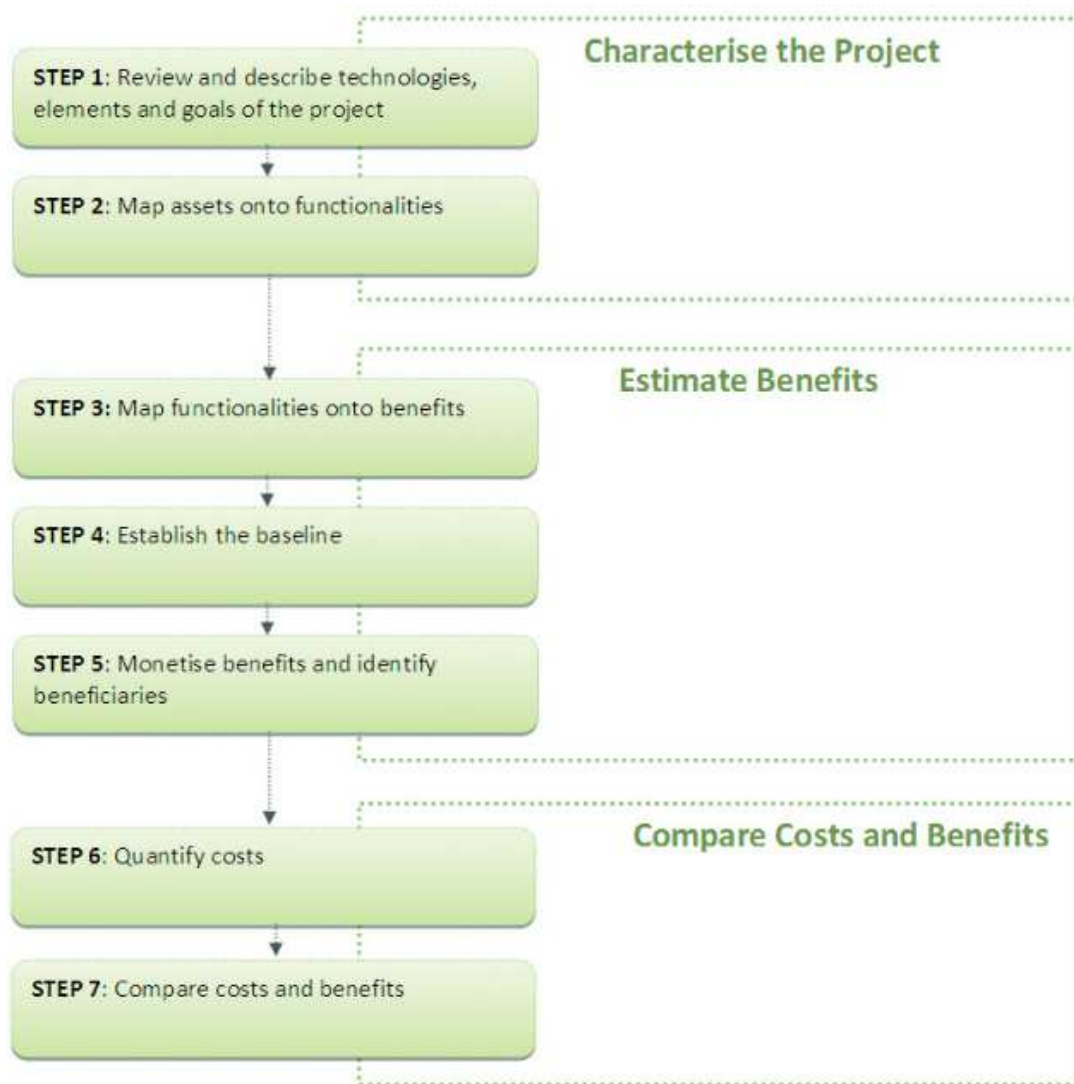 Characterise the Project
STEP 1: Review and describe technologies,
elements and goals of the project
STEP 2: Map assets onto functionalities
Estimate Benefits
STEP 3: Map functionalities onto benefits
STEP 4: Establish the baseline
STEP 5: Monetise benefits and identify
beneficiaries
Compare Costs and Benefits
STEP 6: Quantify costs
STEP 7: Compare costs and benefits